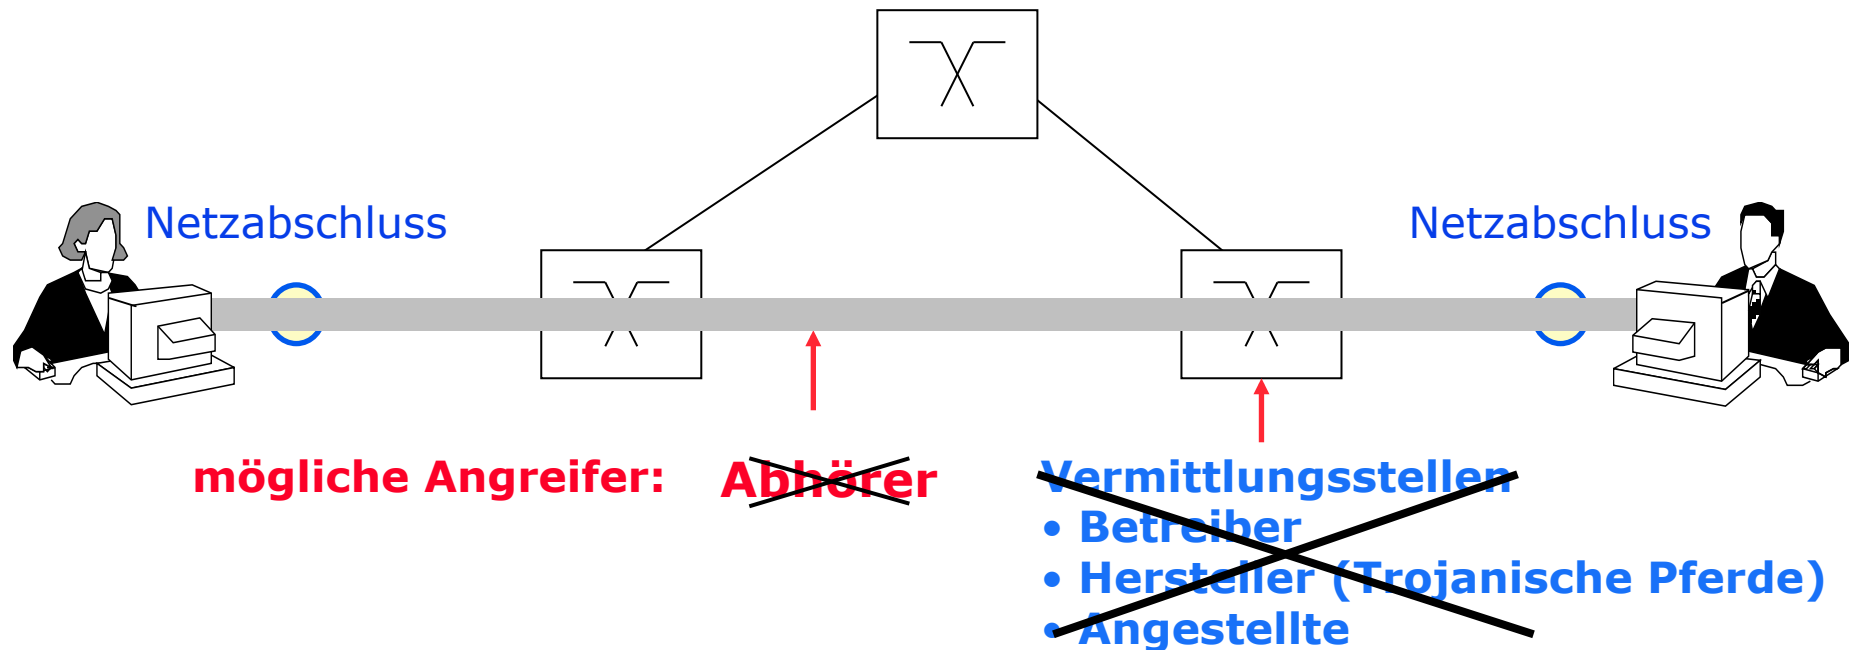 Netzabschluss
Netzabschluss
mögliche Angreifer:
Abhörer
Vermittlungsstellen
• Betreiber
• Hersteller (Trojanische Pferde)
• Angestellte